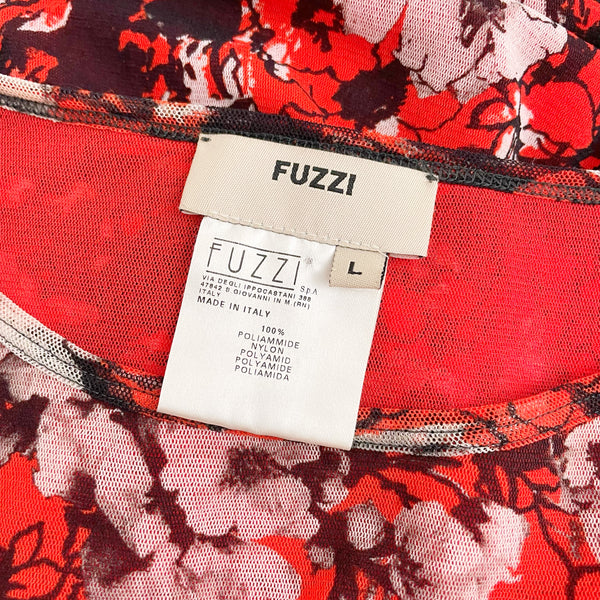 FUZZI
FUZZI® SpA
L
VIA DEGLI IPPOCASTANI 388
47842 S.GIOVANNI IN M.(RN)
ITALY
MADE IN ITALY
100%
POLIAMMIDE
NYLON
POLYAMID
POLYAMIDE
POLIAMIDA